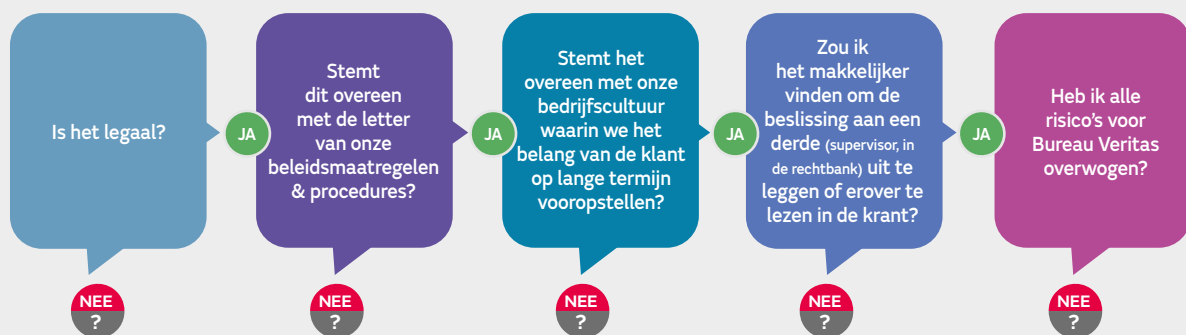 Is het legaal?
JA
Stemt
dit overeen
met de letter
van onze
beleidsmaatregelen
& procedures?
JA
Stemt het
overeen met onze
bedrijfscultuur
waarin we het
belang van de klant
op lange termijn
vooropstellen?
JA
Zou ik
het makkelijker
vinden om de
beslissing aan een
derde (supervisor, in
de rechtbank) uit te
leggen of erover te
lezen in de krant?
JA
Heb ik alle
risico's voor
Bureau Veritas
overwogen?
NEE
?
NEE
?
NEE
?
NEE
?
NEE
?